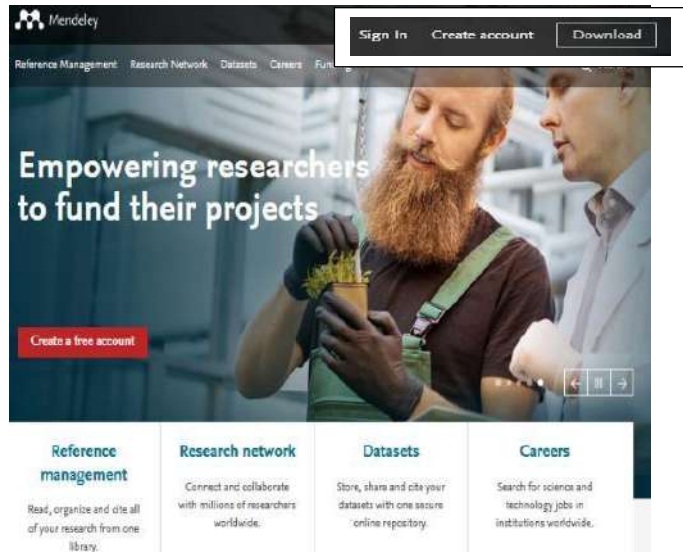 Mendeley
Sign In Create account Download
Reference Management Research Network Datasets Careers
Empowering researchers
to fund their projects
Create a free account
Reference
management
Read, organize and cite all
of your research from one
library.
Research network
Connect and collaborate
with millions of researchers
worldwide.
Datasets
Store, share and cite your
datasets with one secure
online repository.
Careers
Search for science and
technology jobs in
institutions worldwide.